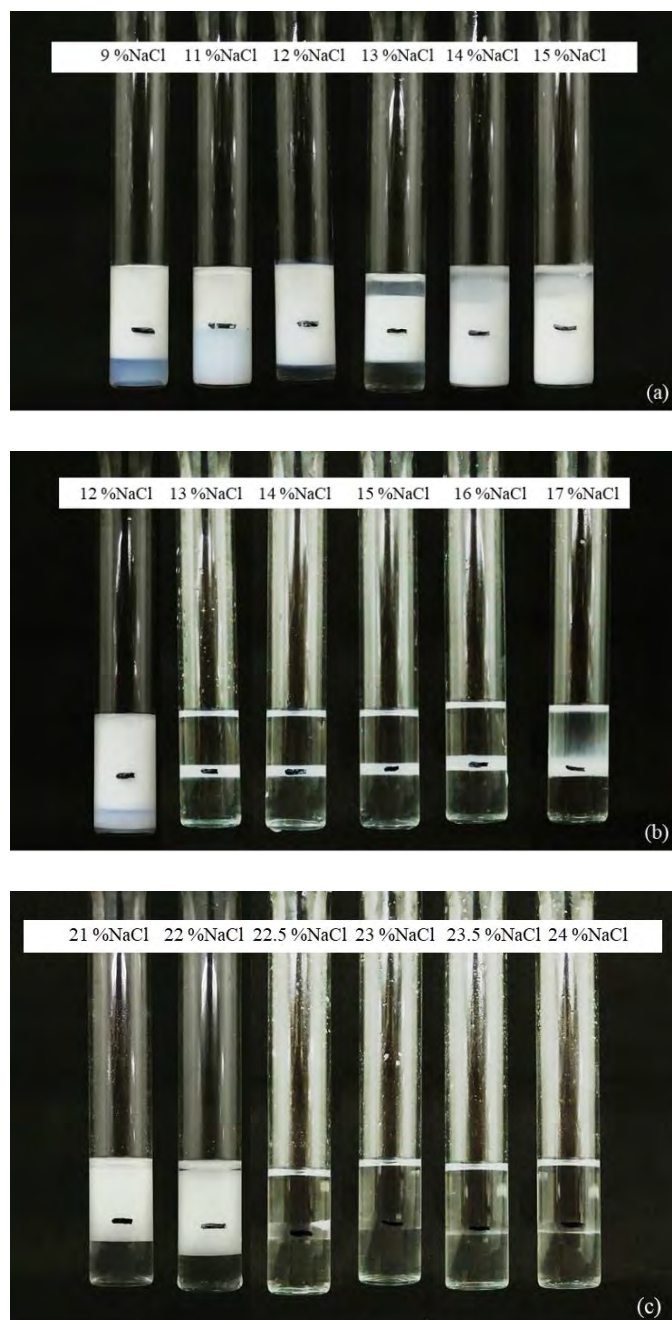 9 %NaCl 11 %NaCl 12 %NaCl 13 %NaCl 14 %NaCl 15 %NaCl
(a)
12 %NaCl 13 %NaCl 14 %NaCl 15 %NaCl 16 %NaCl 17 %NaCl
(b)
21 %NaCl 22 %NaCl 22.5 %NaCl 23 %NaCl 23.5 %NaCl 24 %NaCl
(c)